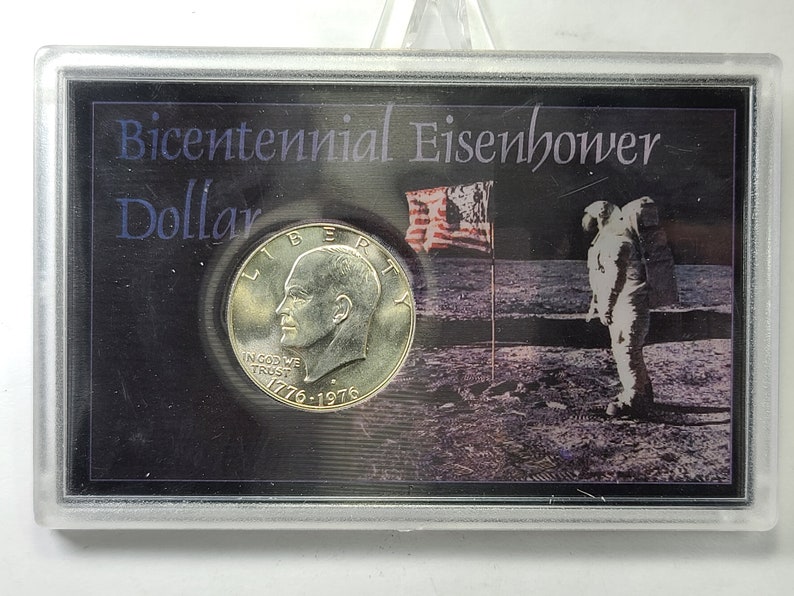 Bicentennial Eisenhower
Dollar
LIBERTY
IN GOD WE
TRUST
1776-1976